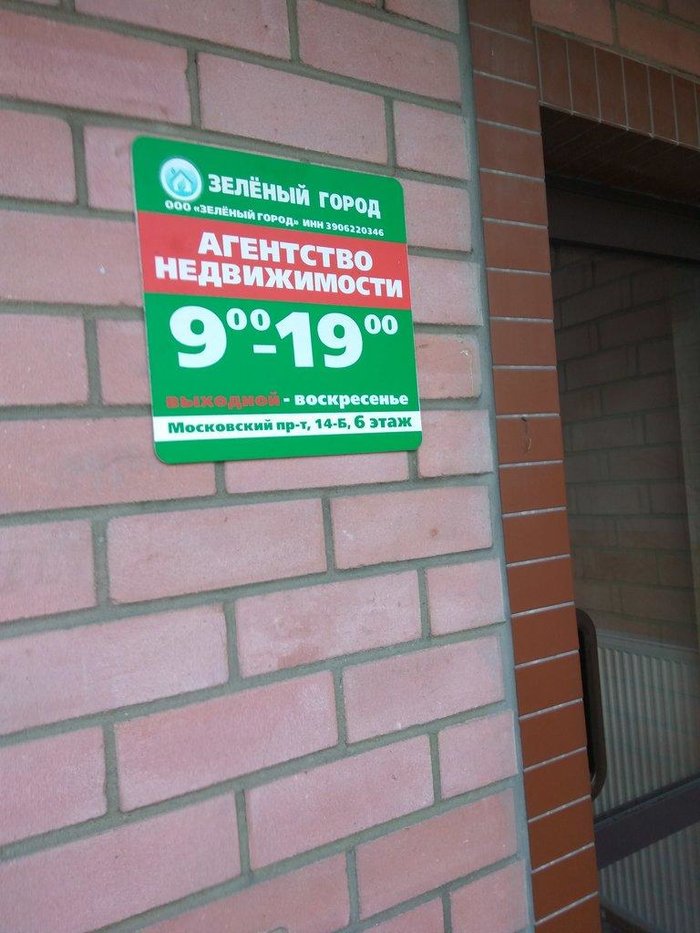 ЗЕЛЁНЫЙ ГОРОД
ООО «ЗЕЛЁНЫЙ ГОРОД» ИНН 3906220346
АГЕНТСТВО
НЕДВИЖИМОСТИ
9⁰⁰-19⁰⁰
выходной - воскресенье
Московский пр-т, 14-Б, 6 этаж